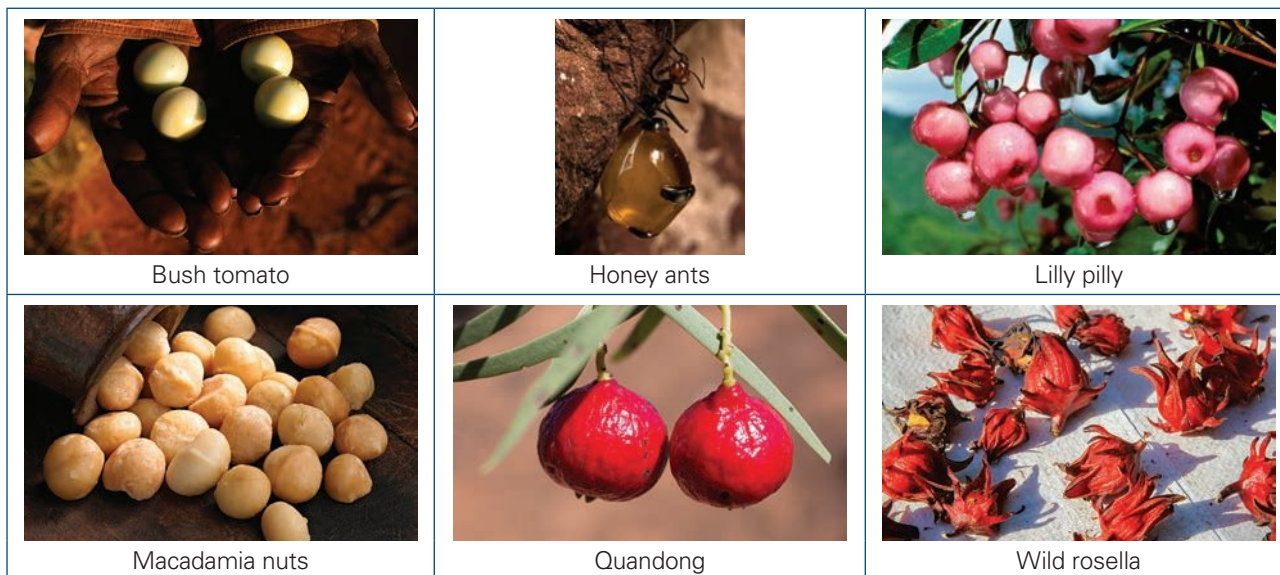 Bush tomato
Honey ants
Lilly pilly
Macadamia nuts
Quandong
Wild rosella